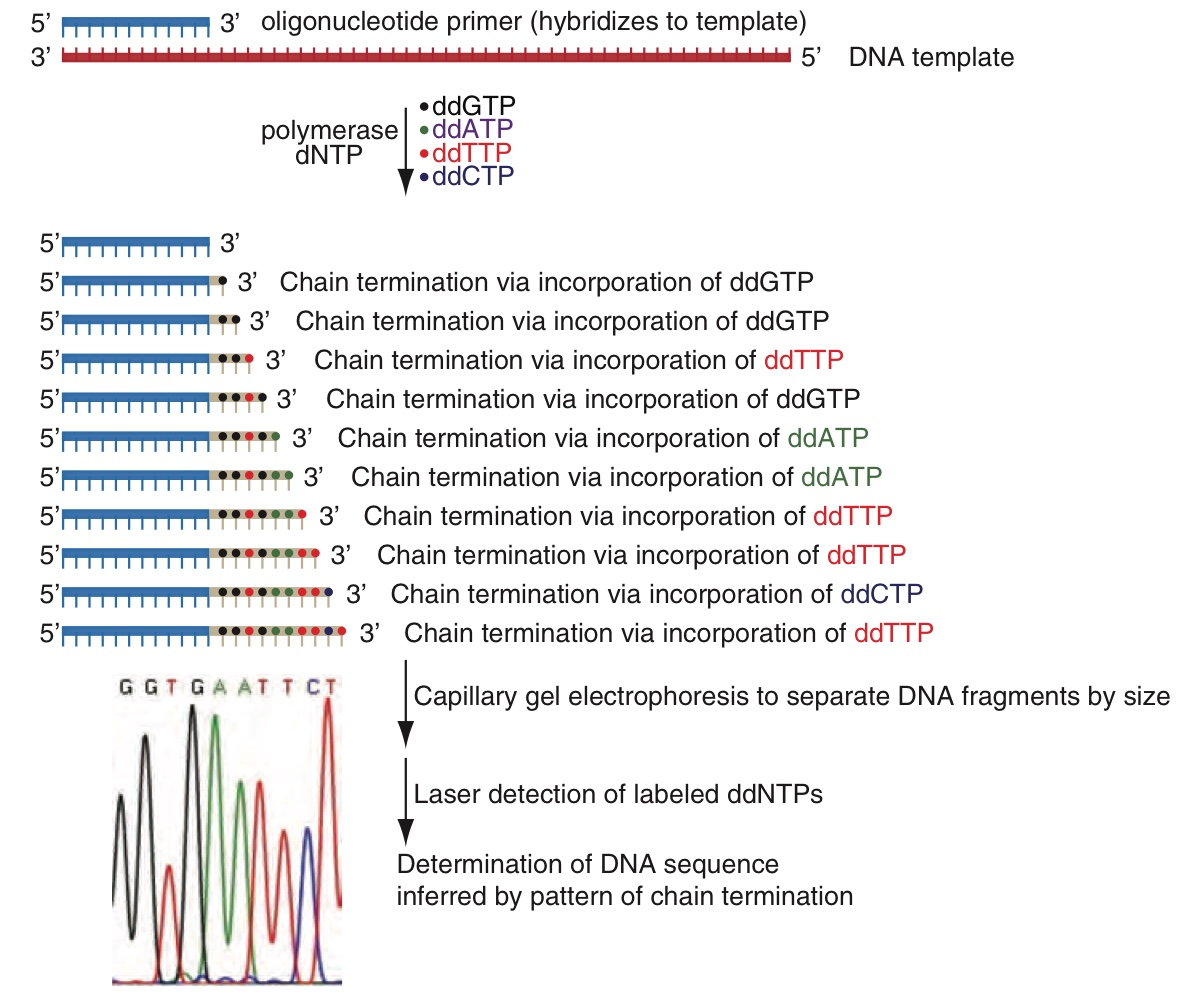 5’ 3’ oligonucleotide primer (hybridizes to template)
3’ 5’ DNA template
polymerase
dNTP
•ddGTP
•ddATP
•ddTTP
•ddCTP
5’ 3’
5’ 3’ Chain termination via incorporation of ddGTP
5’ 3’ Chain termination via incorporation of ddGTP
5’ 3’ Chain termination via incorporation of ddTTP
5’ 3’ Chain termination via incorporation of ddGTP
5’ 3’ Chain termination via incorporation of ddATP
5’ 3’ Chain termination via incorporation of ddATP
5’ 3’ Chain termination via incorporation of ddTTP
5’ 3’ Chain termination via incorporation of ddTTP
5’ 3’ Chain termination via incorporation of ddCTP
5’ 3’ Chain termination via incorporation of ddTTP
G G T G A A T T C T
Capillary gel electrophoresis to separate DNA fragments by size
Laser detection of labeled ddNTPs
Determination of DNA sequence
inferred by pattern of chain termination